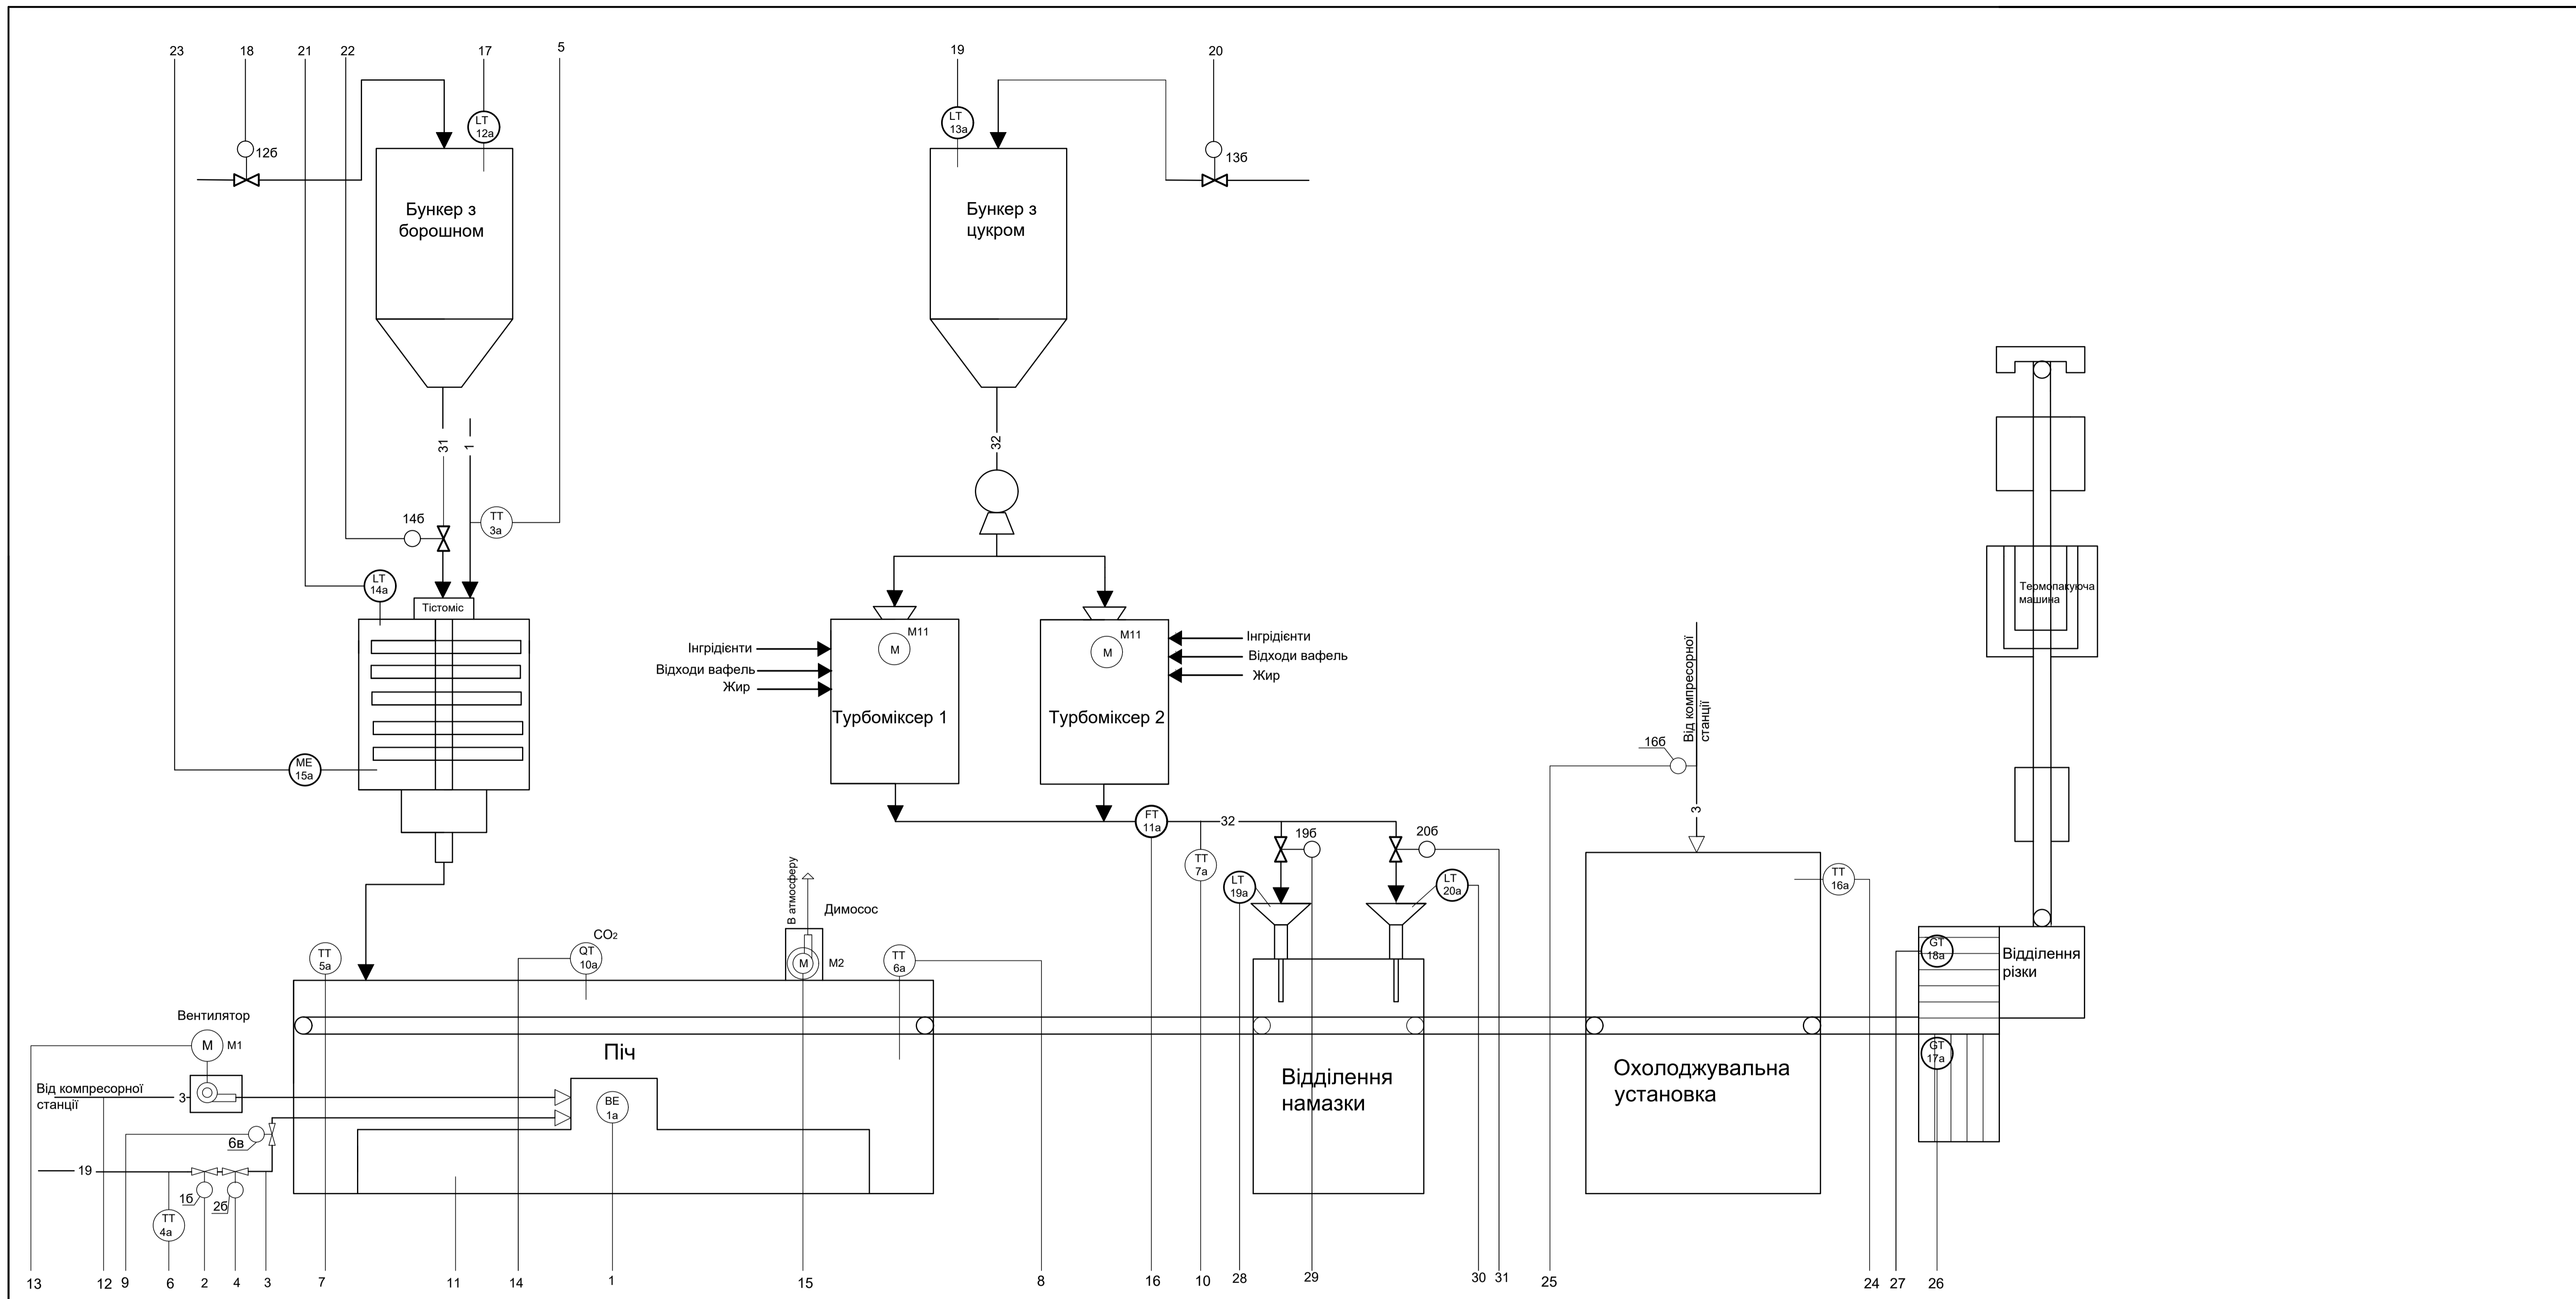 23
18
21
22
17
5
19
20
LT
12а
LT
13а
12б
13б
Бункер з
борошном
Бункер з
цукром
31
1
32
14б
TT
3а
LT
14а
Тістоміс
Термопакуюча
машина
M11
M
M11
M
Інгрідієнти
Відходи вафель
Жир
Інгрідієнти
Відходи вафель
Жир
Турбоміксер 1
Турбоміксер 2
Від компресорної
станції
16б
3
ME
15а
FT
11а
32
19б
20б
TT
7а
LT
19а
LT
20а
TT
16а
В атмосферу
Димосос
CO₂
TT
5а
QT
10а
M
M2
TT
6а
GT
18а
Відділення
різки
Вентилятор
M
M1
Піч
GT
17а
Відділення
намазки
Охолоджувальна
установка
Від компресорної
станції
3
BE
1а
6в
19
1б
2б
TT
4а
13
12
9
6
2
4
3
7
11
14
1
15
8
16
10
28
29
30
31
25
24
27
26